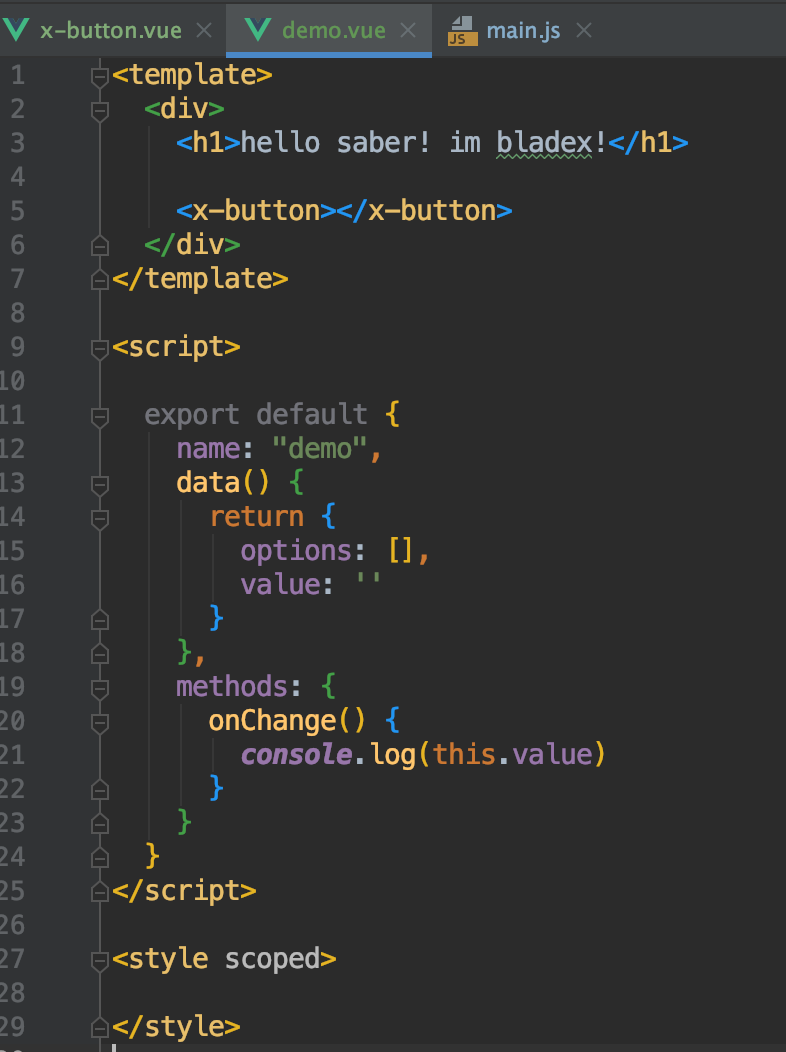 x-button.vue demo.vue JS main.js
1 <template>
2 <div>
3 <h1>hello saber! im bladex!</h1>
4
5 <x-button></x-button>
6 </div>
7 </template>
8
9 <script>
10
11 export default {
12 name: "demo",
13 data() {
14 return {
15 options: [],
16 value: ''
17 }
18 },
19 methods: {
20 onChange() {
21 console.log(this.value)
22 }
23 }
24 }
25 </script>
26
27 <style scoped>
28
29 </style>